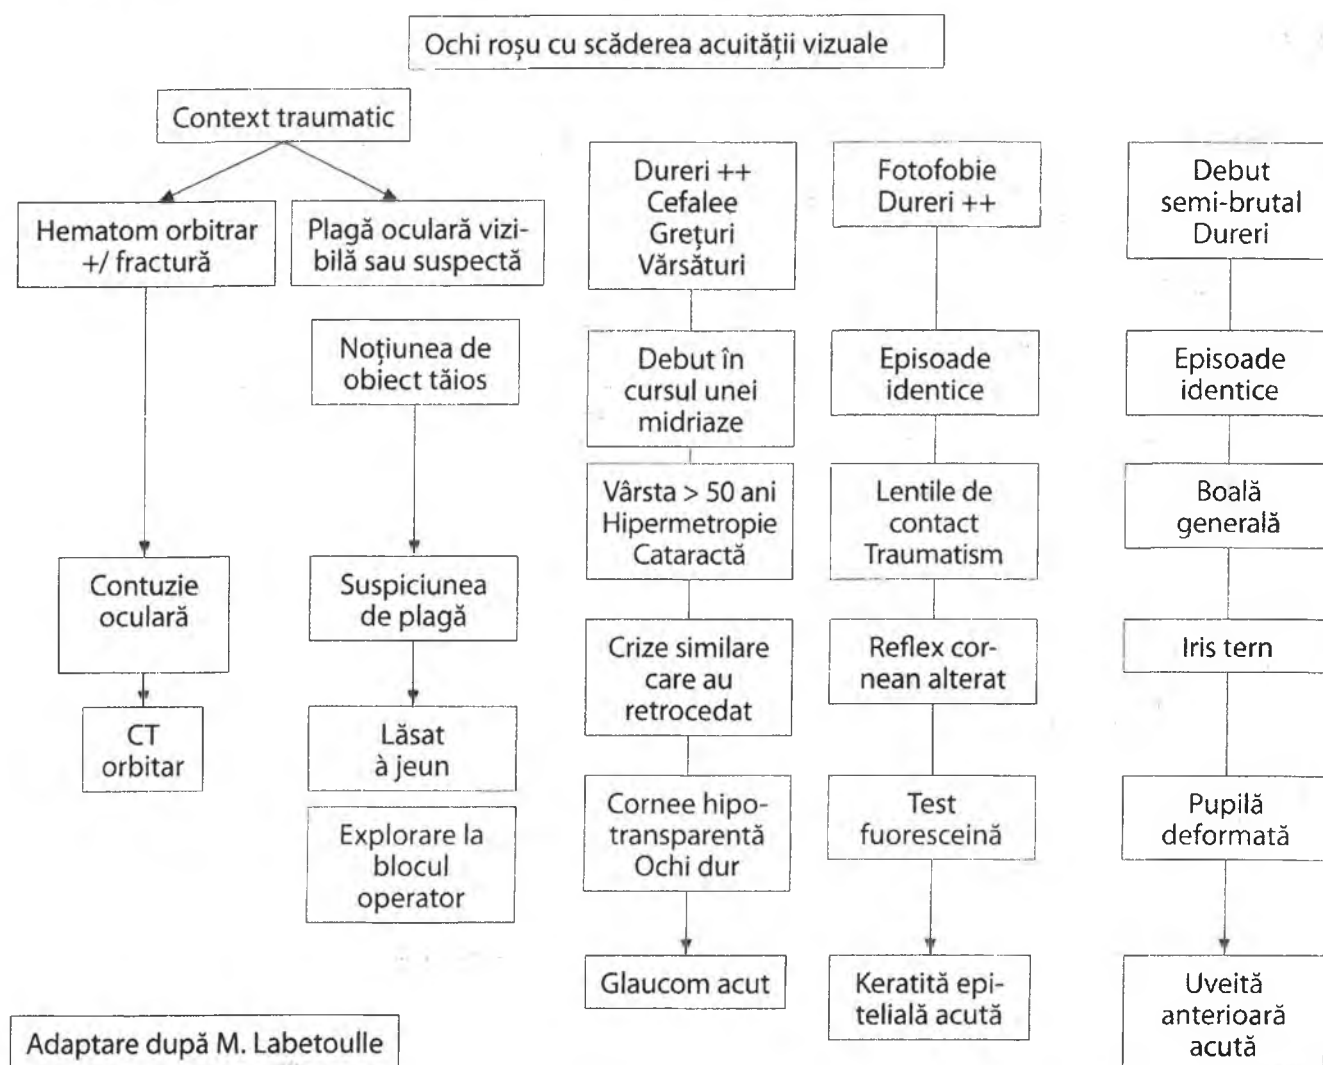 Ochi roșu cu scăderea acuității vizuale
Context traumatic
Hematom orbitrar
+/ fractură
Plagă oculară vizi-
bilă sau suspectă
Noțiunea de
obiect tăios
Contuzie
oculară
Suspiciunea
de plagă
CT
orbitar
Lăsat
à jeun
Explorare la
blocul
operator
Dureri ++
Cefalee
Grețuri
Vărsături
Debut în
cursul unei
midriaze
Vârsta > 50 ani
Hipermetropie
Cataractă
Crize similare
care au
retrocedat
Cornee hipo-
transparentă
Ochi dur
Glaucom acut
Fotofobie
Dureri ++
Episoade
identice
Lentile de
contact
Traumatism
Reflex cor-
nean alterat
Test
fuoresceină
Keratită epi-
telială acută
Debut
semi-brutal
Dureri
Episoade
identice
Boală
generală
Iris tern
Pupilă
deformată
Uveită
anterioară
acută
Adaptare după M. Labetoulle